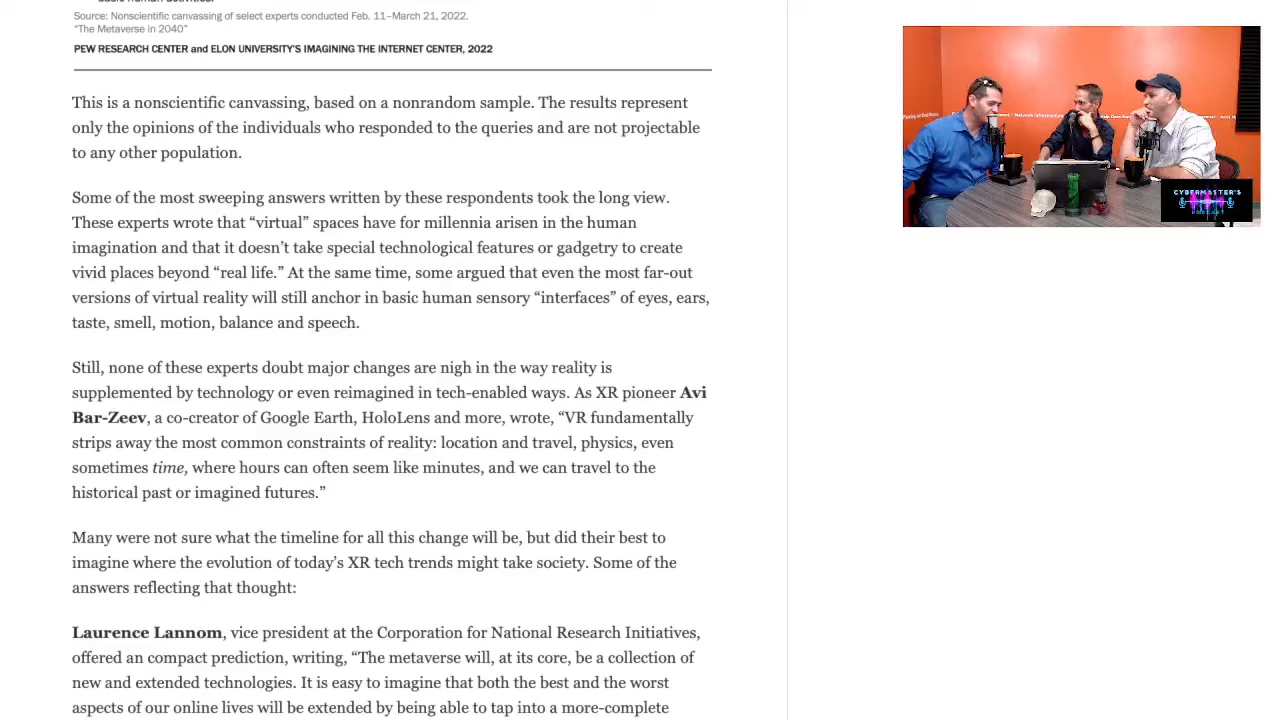 Source: Nonscientific canvassing of select experts conducted Feb. 11–March 21, 2022.
“The Metaverse in 2040”
PEW RESEARCH CENTER and ELON UNIVERSITY’S IMAGINING THE INTERNET CENTER, 2022
This is a nonscientific canvassing, based on a nonrandom sample. The results represent
only the opinions of the individuals who responded to the queries and are not projectable
to any other population.
Some of the most sweeping answers written by these respondents took the long view.
These experts wrote that “virtual” spaces have for millennia arisen in the human
imagination and that it doesn’t take special technological features or gadgetry to create
vivid places beyond “real life.” At the same time, some argued that even the most far-out
versions of virtual reality will still anchor in basic human sensory “interfaces” of eyes, ears,
taste, smell, motion, balance and speech.
Still, none of these experts doubt major changes are nigh in the way reality is
supplemented by technology or even reimagined in tech-enabled ways. As XR pioneer Avi
Bar-Zeev, a co-creator of Google Earth, HoloLens and more, wrote, “VR fundamentally
strips away the most common constraints of reality: location and travel, physics, even
sometimes time, where hours can often seem like minutes, and we can travel to the
historical past or imagined futures.”
Many were not sure what the timeline for all this change will be, but did their best to
imagine where the evolution of today’s XR tech trends might take society. Some of the
answers reflecting that thought:
Laurence Lannom, vice president at the Corporation for National Research Initiatives,
offered an compact prediction, writing, “The metaverse will, at its core, be a collection of
new and extended technologies. It is easy to imagine that both the best and the worst
aspects of our online lives will be extended by being able to tap into a more-complete
CYBERMASTER'S
PODCAST